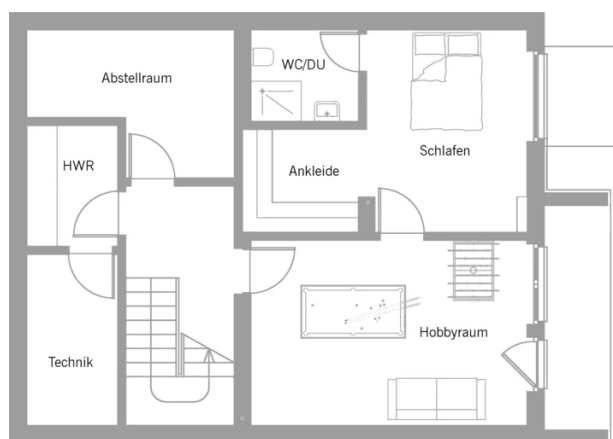 Abstellraum
WC/DU
HWR
Ankleide
Schlafen
Technik
Hobbyraum